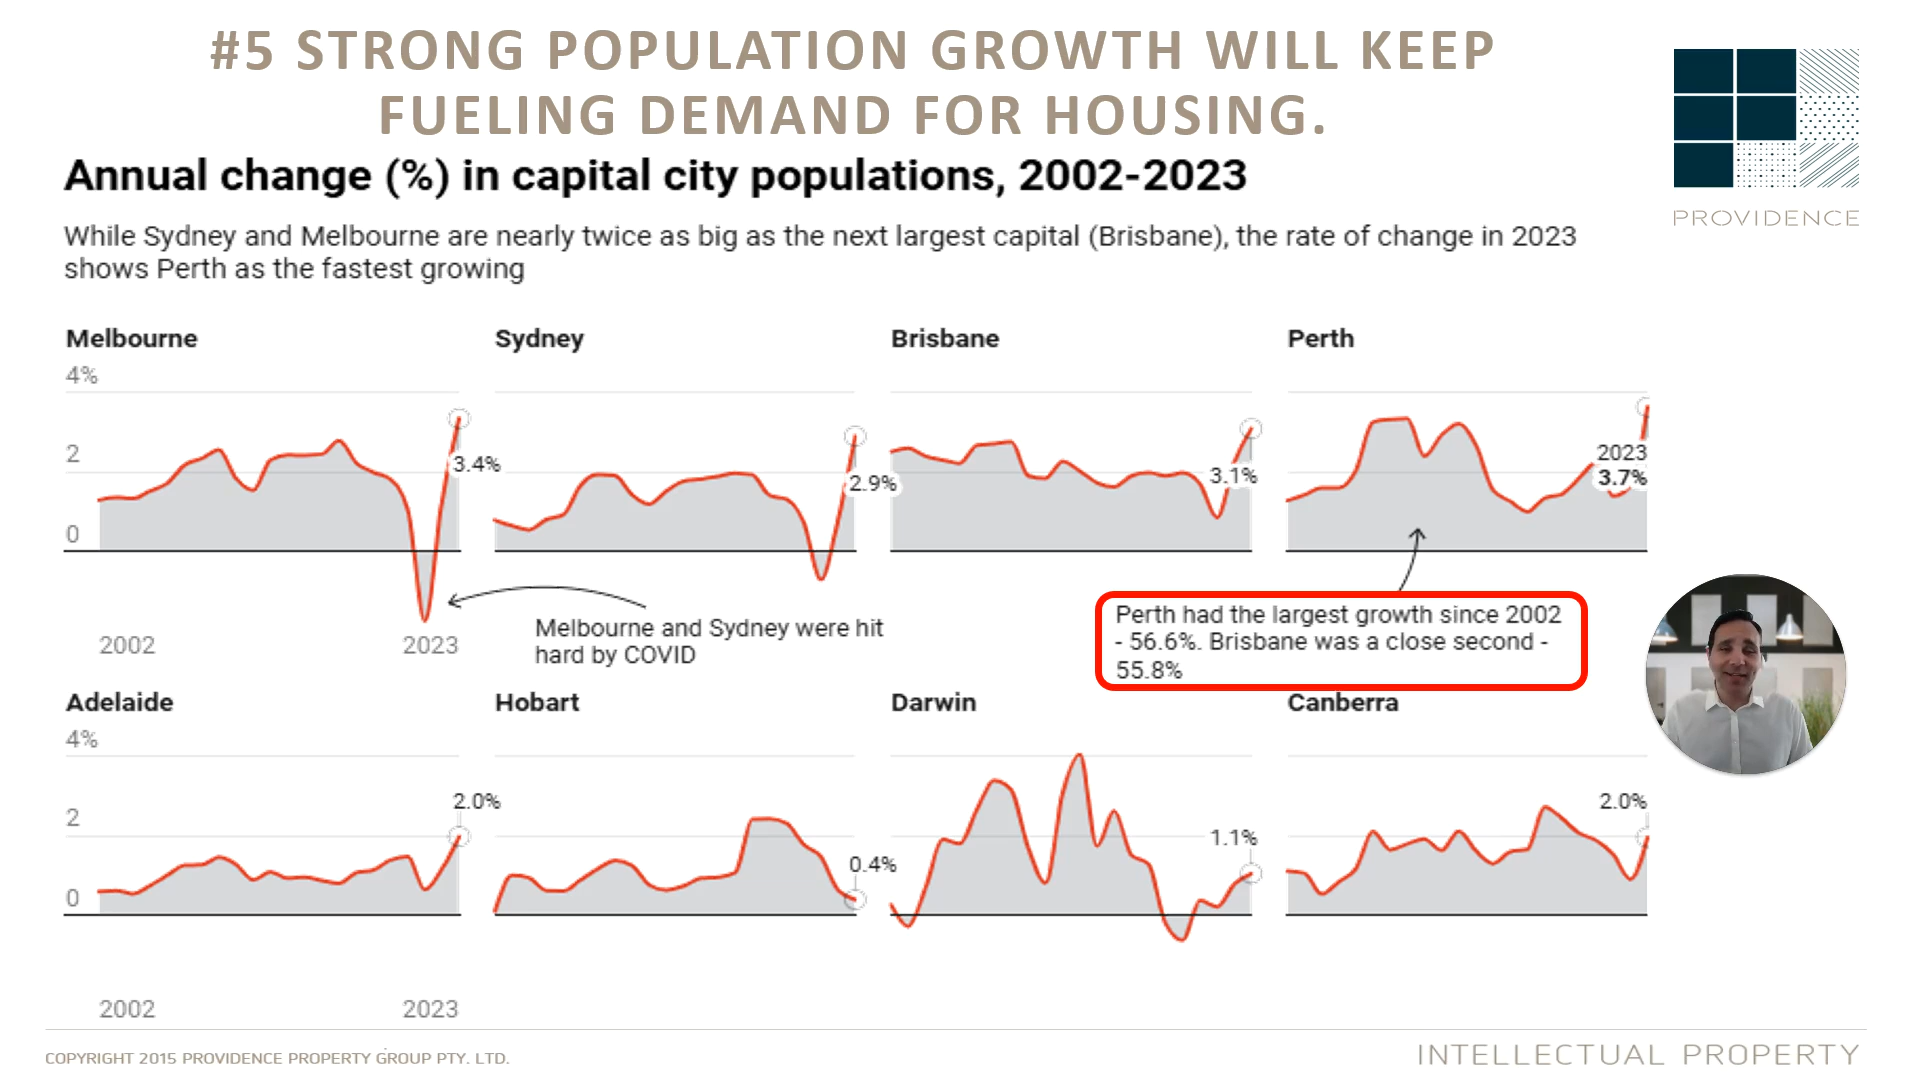 #5 STRONG POPULATION GROWTH WILL KEEP
FUELING DEMAND FOR HOUSING.
PROVIDENCE
Annual change (%) in capital city populations, 2002-2023
While Sydney and Melbourne are nearly twice as big as the next largest capital (Brisbane), the rate of change in 2023
shows Perth as the fastest growing
Melbourne
4%
2
0
3.4%
2002
2023
Sydney
2.9%
Melbourne and Sydney were hit
hard by COVID
Brisbane
3.1%
Perth
2023
3.7%
Perth had the largest growth since 2002
- 56.6%. Brisbane was a close second -
55.8%
Adelaide
4%
2
0
2.0%
2002
2023
Hobart
0.4%
Darwin
1.1%
Canberra
2.0%
COPYRIGHT 2015 PROVIDENCE PROPERTY GROUP PTY. LTD.
INTELLECTUAL PROPERTY